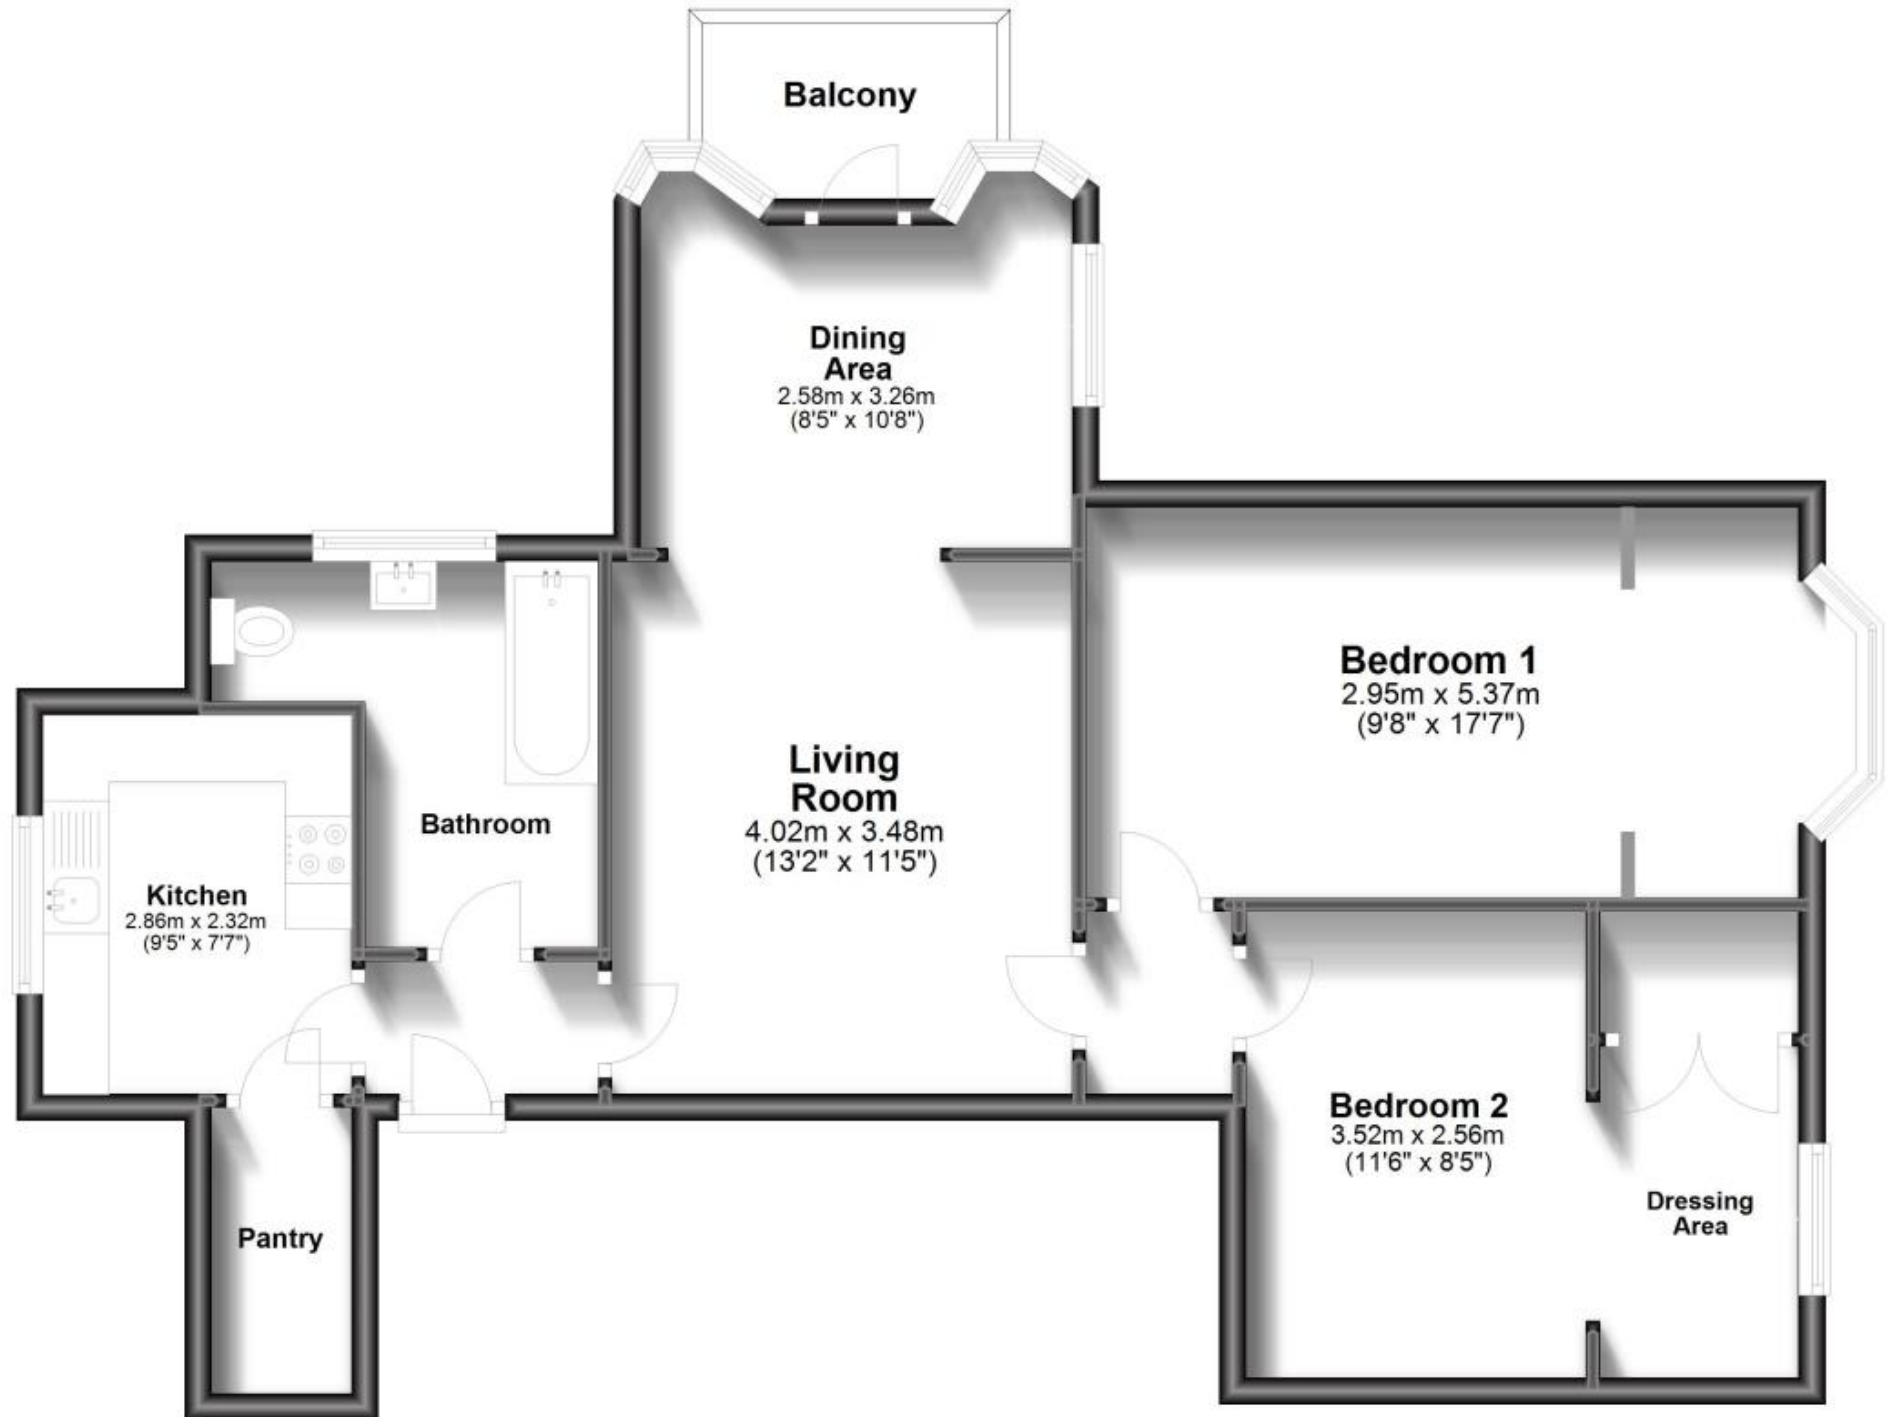 Balcony
Dining
Area
2.58m x 3.26m
(8'5" x 10'8")
Bedroom 1
2.95m x 5.37m
(9'8" x 17'7")
Living
Room
4.02m x 3.48m
(13'2" x 11'5")
Bathroom
Kitchen
2.86m x 2.32m
(9'5" x 7'7")
Bedroom 2
3.52m x 2.56m
(11'6" x 8'5")
Dressing
Area
Pantry